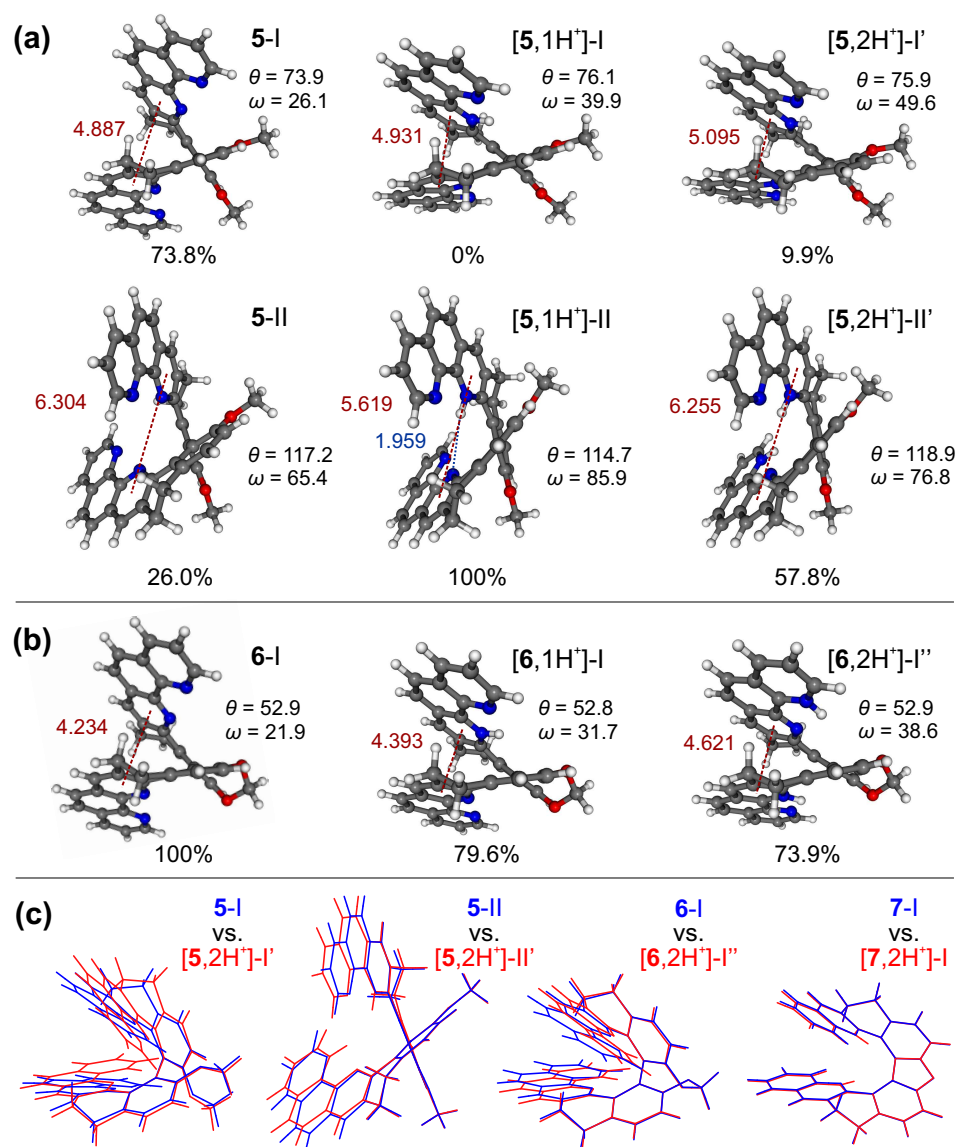 (a)
5-I
θ = 73.9
ω = 26.1
4.887
73.8%
[5,1H⁺]-I
θ = 76.1
ω = 39.9
4.931
0%
[5,2H⁺]-I’
θ = 75.9
ω = 49.6
5.095
9.9%
5-II
6.304
θ = 117.2
ω = 65.4
26.0%
[5,1H⁺]-II
5.619
1.959
θ = 114.7
ω = 85.9
100%
[5,2H⁺]-II’
6.255
θ = 118.9
ω = 76.8
57.8%
(b)
6-I
θ = 52.9
ω = 21.9
4.234
100%
[6,1H⁺]-I
θ = 52.8
ω = 31.7
4.393
79.6%
[6,2H⁺]-I’’
θ = 52.9
ω = 38.6
4.621
73.9%
(c)
5-I
vs.
[5,2H⁺]-I’
5-II
vs.
[5,2H⁺]-II’
6-I
vs.
[6,2H⁺]-I’’
7-I
vs.
[7,2H⁺]-I